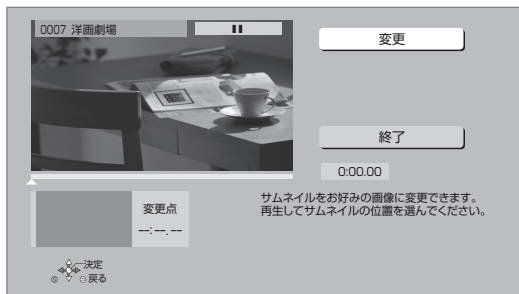 0007 洋画劇場
変更
終了
0:00.00
変更点
--:--.--
サムネイルをお好みの画像に変更できます。
再生してサムネイルの位置を選んでください。
決定
戻る